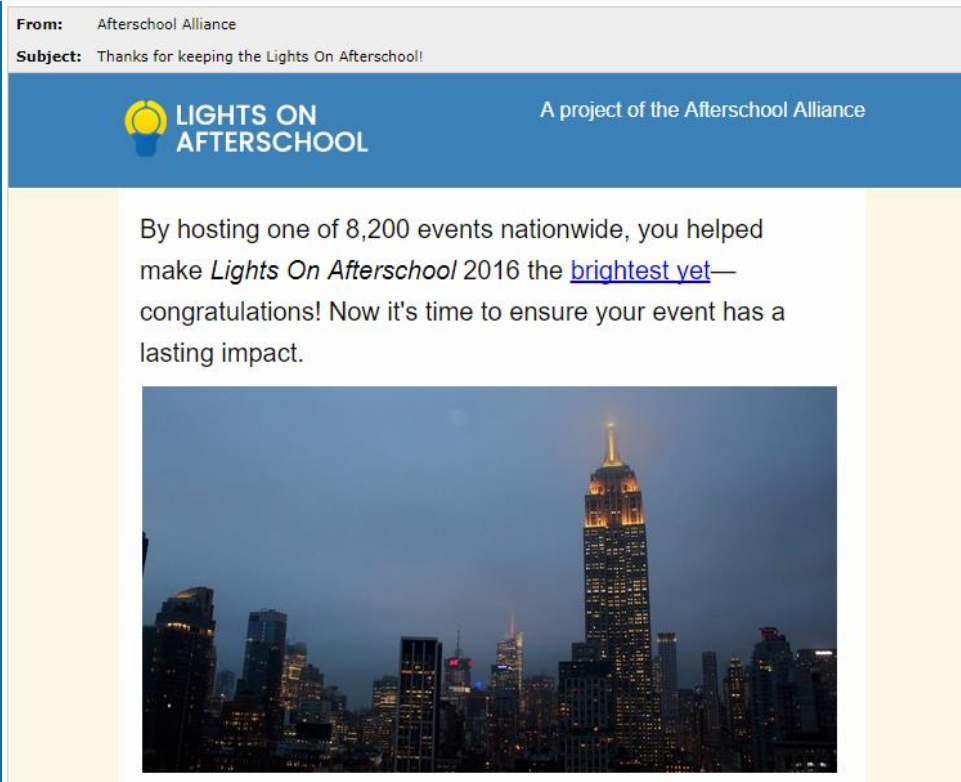 From: Afterschool Alliance
Subject: Thanks for keeping the Lights On Afterschool!
LIGHTS ON
AFTERSCHOOL
A project of the Afterschool Alliance
By hosting one of 8,200 events nationwide, you helped
make Lights On Afterschool 2016 the brightest yet—
congratulations! Now it's time to ensure your event has a
lasting impact.